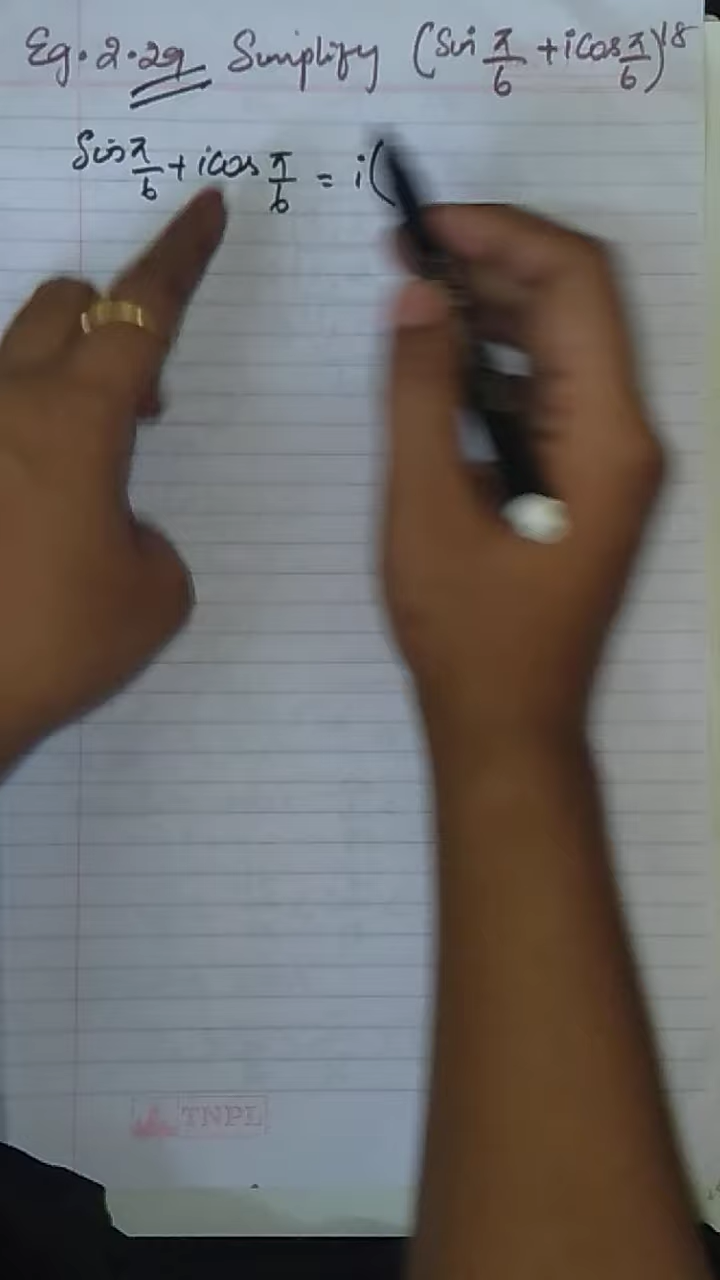 Eg. 2.29 Simplify (Sin π/6 + i Cos π/6)^18
Sin π/6 + i cos π/6 = i(
TNPL